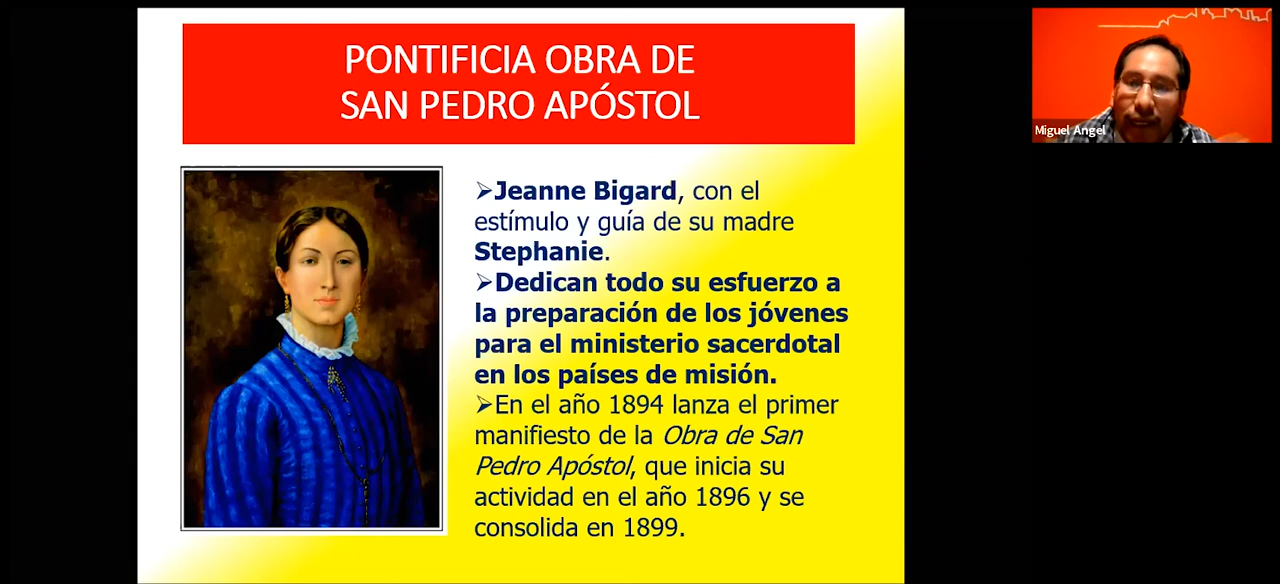 PONTIFICIA OBRA DE
SAN PEDRO APÓSTOL
➢Jeanne Bigard, con el
estímulo y guía de su madre
Stephanie.
➢Dedican todo su esfuerzo a
la preparación de los jóvenes
para el ministerio sacerdotal
en los países de misión.
➢En el año 1894 lanza el primer
manifiesto de la Obra de San
Pedro Apóstol, que inicia su
actividad en el año 1896 y se
consolida en 1899.
Miguel Angel